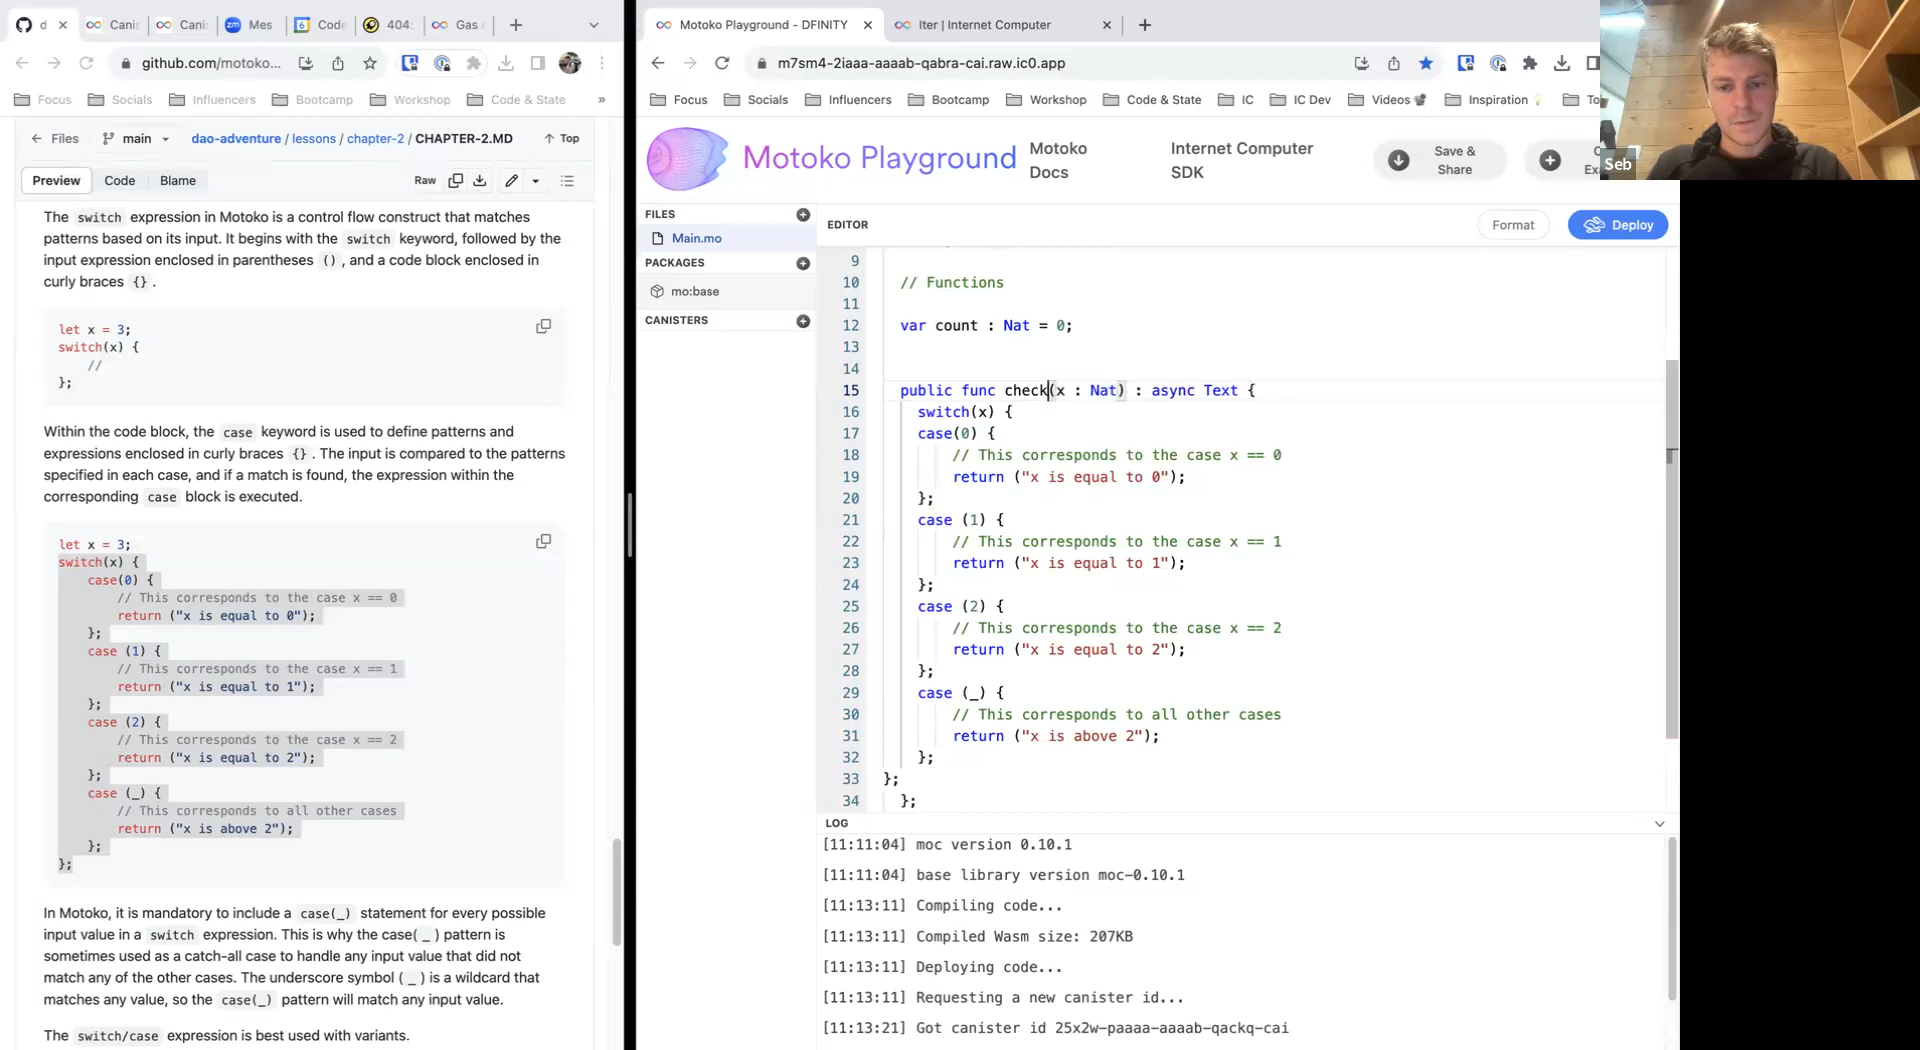 d
Canis
Canis
Mes
Code
404:
Gas
github.com/motoko...
Focus
Socials
Influencers
Bootcamp
Workshop
Code & State
»
Files
main
dao-adventure / lessons / chapter-2 / CHAPTER-2.MD
Top
Preview
Code
Blame
Raw
The switch expression in Motoko is a control flow construct that matches
patterns based on its input. It begins with the switch keyword, followed by the
input expression enclosed in parentheses (), and a code block enclosed in
curly braces {}.
let x = 3;
switch(x) {
//
};
Within the code block, the case keyword is used to define patterns and
expressions enclosed in curly braces {}. The input is compared to the patterns
specified in each case, and if a match is found, the expression within the
corresponding case block is executed.
let x = 3;
switch(x) {
case(0) {
// This corresponds to the case x == 0
return ("x is equal to 0");
};
case (1) {
// This corresponds to the case x == 1
return ("x is equal to 1");
};
case (2) {
// This corresponds to the case x == 2
return ("x is equal to 2");
};
case (_) {
// This corresponds to all other cases
return ("x is above 2");
};
};
In Motoko, it is mandatory to include a case(_) statement for every possible
input value in a switch expression. This is why the case( _ ) pattern is
sometimes used as a catch-all case to handle any input value that did not
match any of the other cases. The underscore symbol ( _ ) is a wildcard that
matches any value, so the case(_) pattern will match any input value.
The switch/case expression is best used with variants.
Motoko Playground - DFINITY
Iter | Internet Computer
m7sm4-2iaaa-aaaab-qabra-cai.raw.ic0.app
Focus
Socials
Influencers
Bootcamp
Workshop
Code & State
IC
IC Dev
Videos
Inspiration
To
Motoko Playground
Motoko
Docs
Internet Computer
SDK
Save &
Share
Seb
FILES
Main.mo
PACKAGES
mo:base
CANISTERS
EDITOR
Format
Deploy
9
10 // Functions
11
12 var count : Nat = 0;
13
14
15 public func check(x : Nat) : async Text {
16 switch(x) {
17 case(0) {
18 // This corresponds to the case x == 0
19 return ("x is equal to 0");
20 };
21 case (1) {
22 // This corresponds to the case x == 1
23 return ("x is equal to 1");
24 };
25 case (2) {
26 // This corresponds to the case x == 2
27 return ("x is equal to 2");
28 };
29 case (_) {
30 // This corresponds to all other cases
31 return ("x is above 2");
32 };
33 };
34 };
LOG
[11:11:04] moc version 0.10.1
[11:11:04] base library version moc-0.10.1
[11:13:11] Compiling code...
[11:13:11] Compiled Wasm size: 207KB
[11:13:11] Deploying code...
[11:13:11] Requesting a new canister id...
[11:13:21] Got canister id 25x2w-paaaa-aaaab-qackq-cai